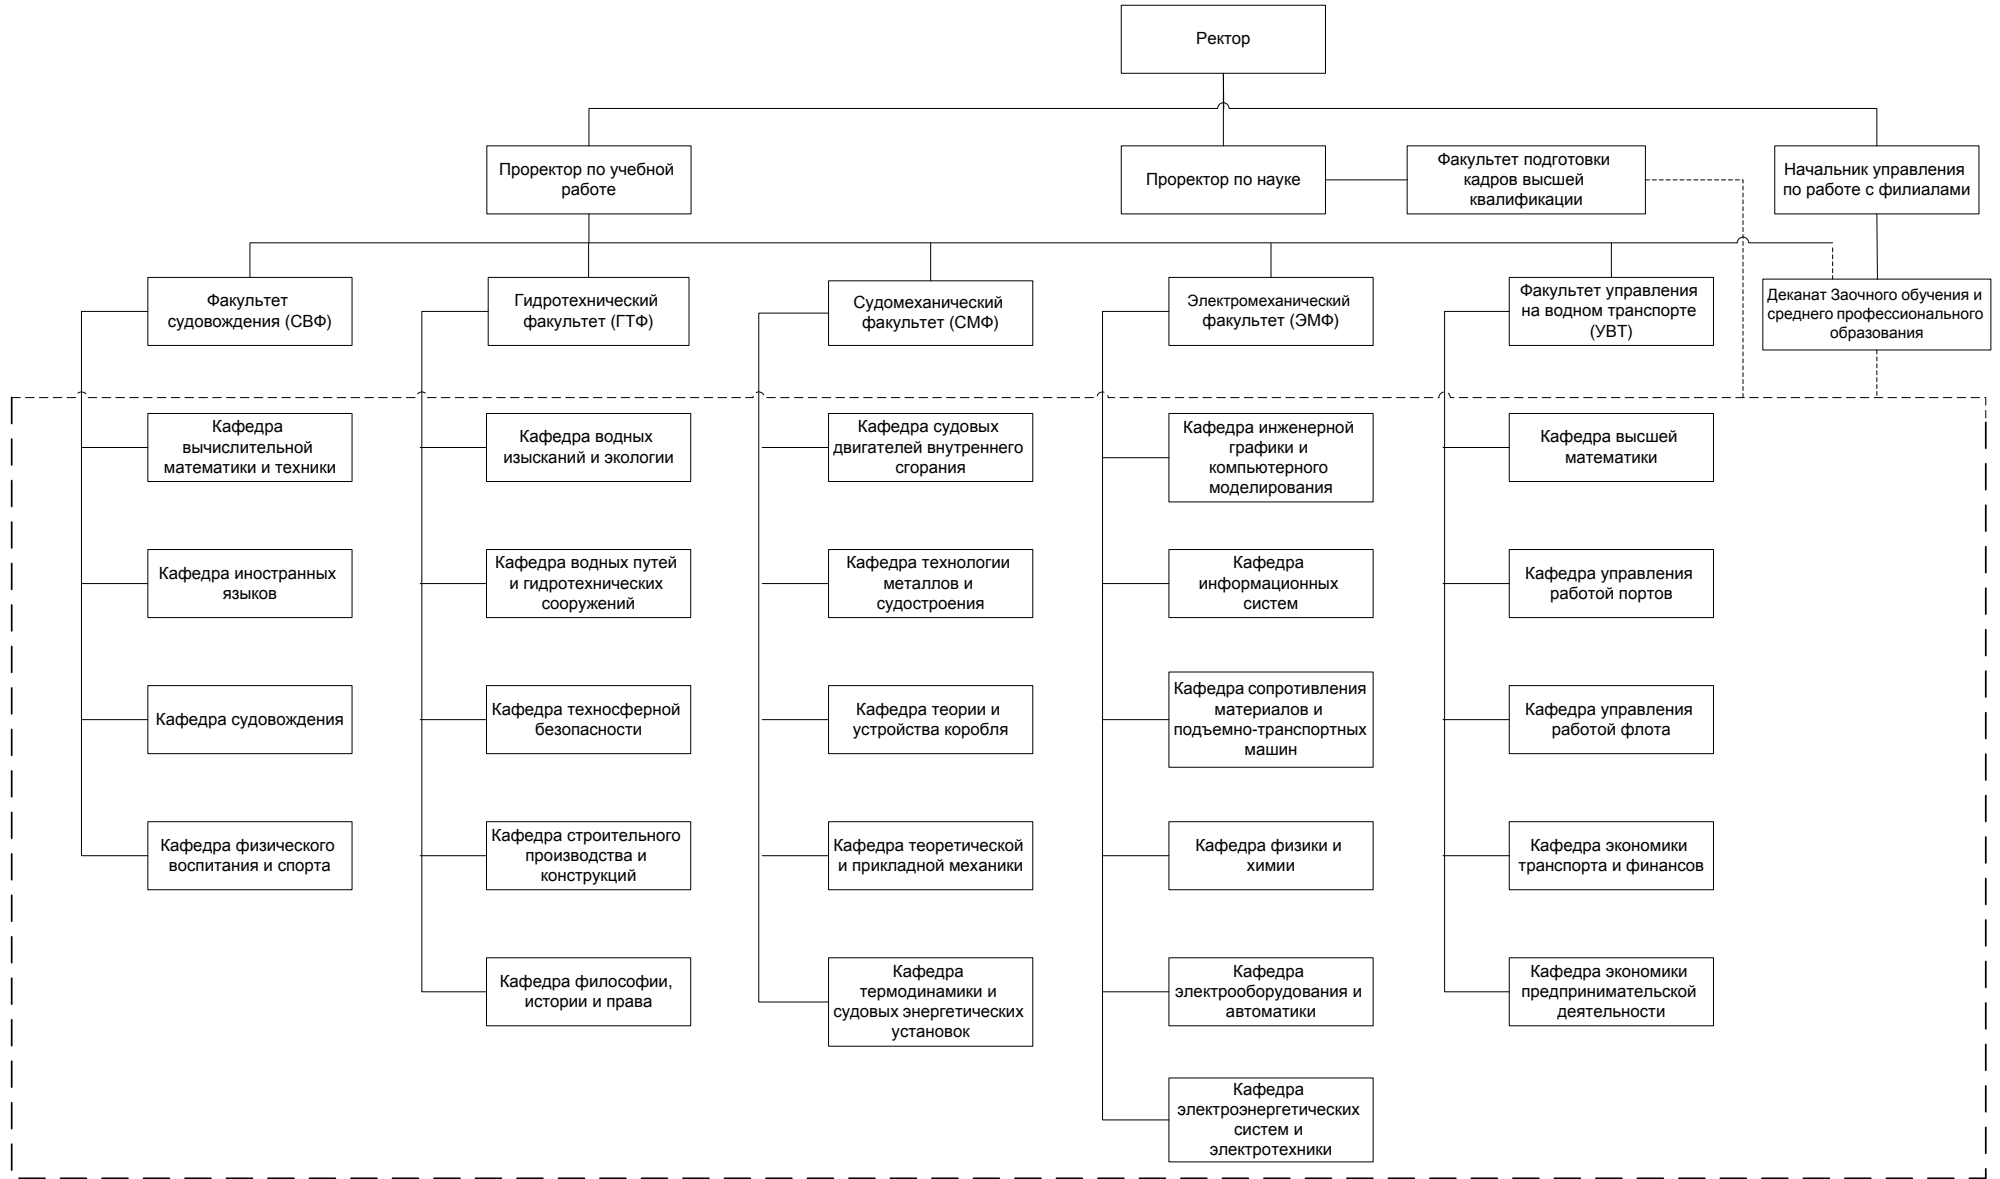 Ректор
Проректор по учебной
работе
Проректор по науке
Факультет подготовки
кадров высшей
квалификации
Начальник управления
по работе с филиалами
Факультет
судовождения (СВФ)
Гидротехнический
факультет (ГТФ)
Судомеханический
факультет (СМФ)
Электромеханический
факультет (ЭМФ)
Факультет управления
на водном транспорте
(УВТ)
Деканат Заочного обучения и
среднего профессионального
образования
Кафедра
вычислительной
математики и техники
Кафедра водных
изысканий и экологии
Кафедра судовых
двигателей внутреннего
сгорания
Кафедра инженерной
графики и
компьютерного
моделирования
Кафедра высшей
математики
Кафедра иностранных
языков
Кафедра водных путей
и гидротехнических
сооружений
Кафедра технологии
металлов и
судостроения
Кафедра
информационных
систем
Кафедра управления
работой портов
Кафедра судовождения
Кафедра техносферной
безопасности
Кафедра теории и
устройства коробля
Кафедра сопротивления
материалов и
подъемно-транспортных
машин
Кафедра управления
работой флота
Кафедра физического
воспитания и спорта
Кафедра строительного
производства и
конструкций
Кафедра теоретической
и прикладной механики
Кафедра физики и
химии
Кафедра экономики
транспорта и финансов
Кафедра философии,
истории и права
Кафедра
термодинамики и
судовых энергетических
установок
Кафедра
электрооборудования и
автоматики
Кафедра экономики
предпринимательской
деятельности
Кафедра
электроэнергетических
систем и
электротехники